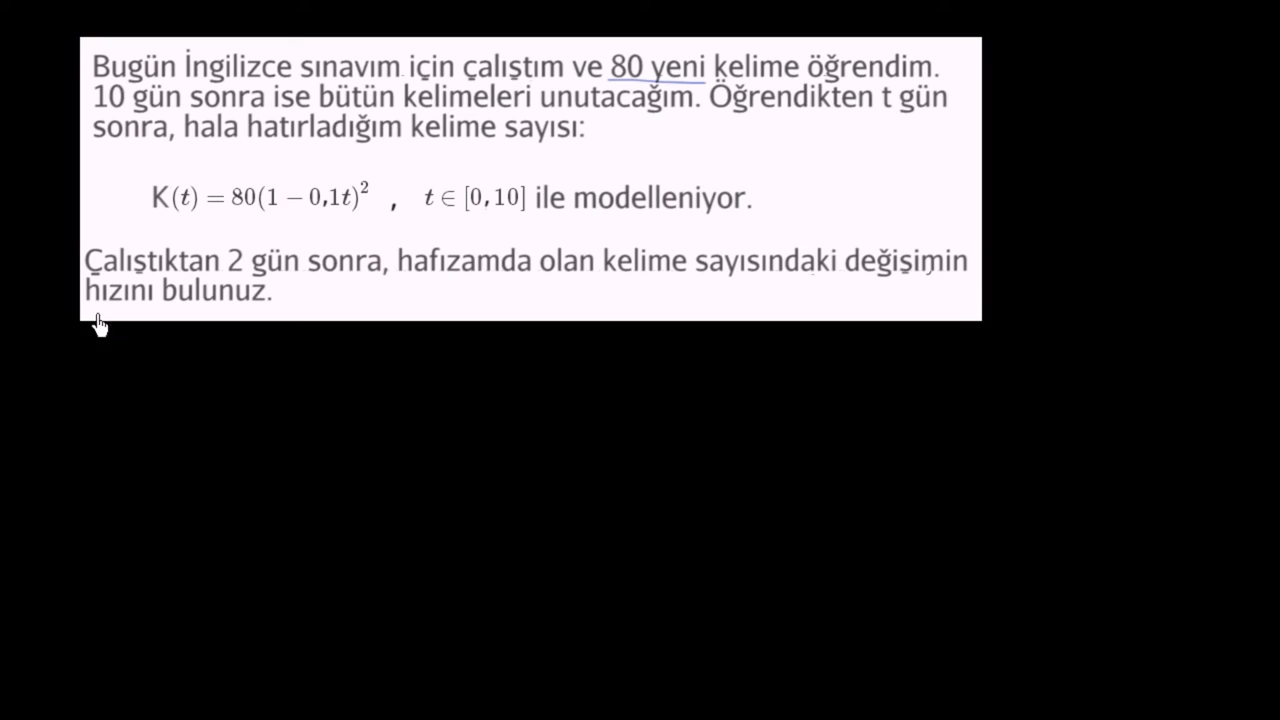 Bugün İngilizce sınavım için çalıştım ve 80 yeni kelime öğrendim.
10 gün sonra ise bütün kelimeleri unutacağım. Öğrendikten t gün
sonra, hala hatırladığım kelime sayısı:
K(t) = 80(1 − 0,1t)² , t ∈ [0,10] ile modelleniyor.
Çalıştıktan 2 gün sonra, hafızamda olan kelime sayısındaki değişimin
hızını bulunuz.